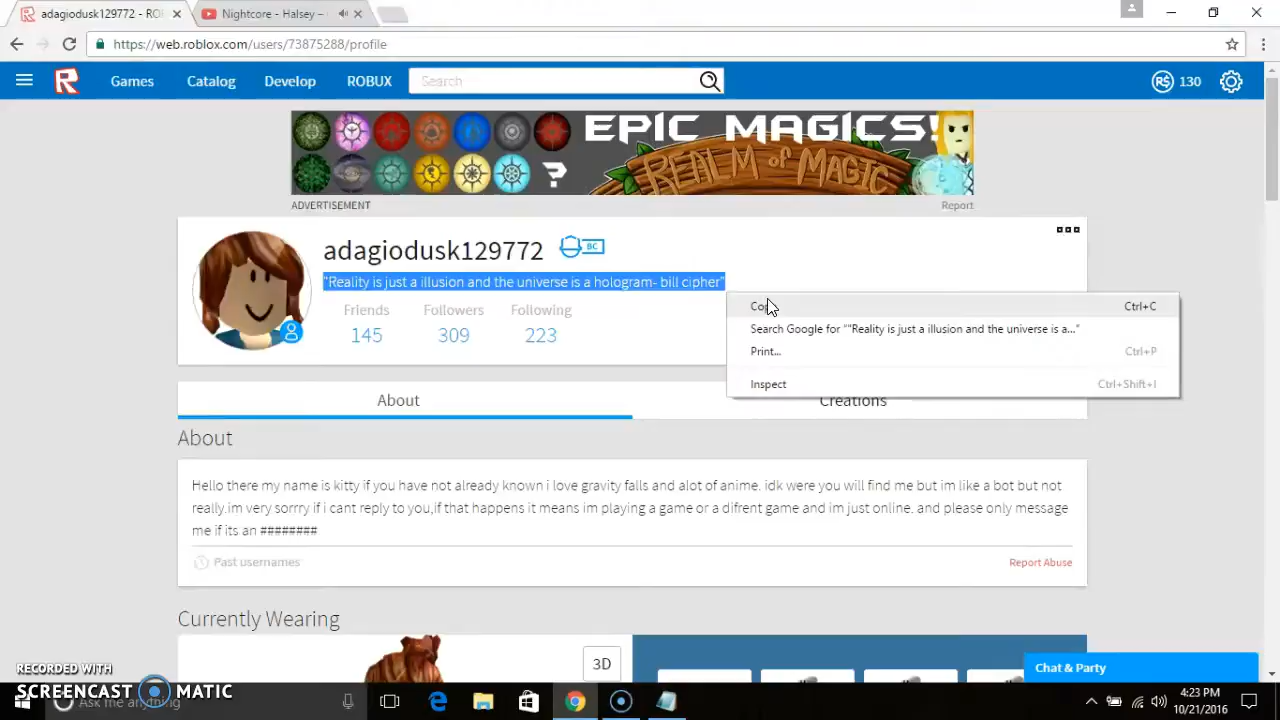 adagiodusk129772 - RO
Nightcore - Halsey -
https://web.roblox.com/users/73875288/profile
Games
Catalog
Develop
ROBUX
Search
R$ 130
EPIC MAGICS!
REALM of MAGIC
?
ADVERTISEMENT
Report
adagiodusk129772
BC
"Reality is just a illusion and the universe is a hologram- bill cipher"
Friends
Followers
Following
145
309
223
Ctrl+C
Search Google for "“Reality is just a illusion and the universe is a..."
Print...
Ctrl+P
Inspect
Ctrl+Shift+I
About
Creations
About
Hello there my name is kitty if you have not already known i love gravity falls and alot of anime. idk were you will find me but im like a bot but not
really.im very sorrry if i cant reply to you,if that happens it means im playing a game or a difrent game and im just online. and please only message
me if its an ########
Past usernames
Report Abuse
Currently Wearing
3D
Chat & Party
RECORDED WITH
SCREENCAST MATIC
Ask me anything
4:23 PM
10/21/2016